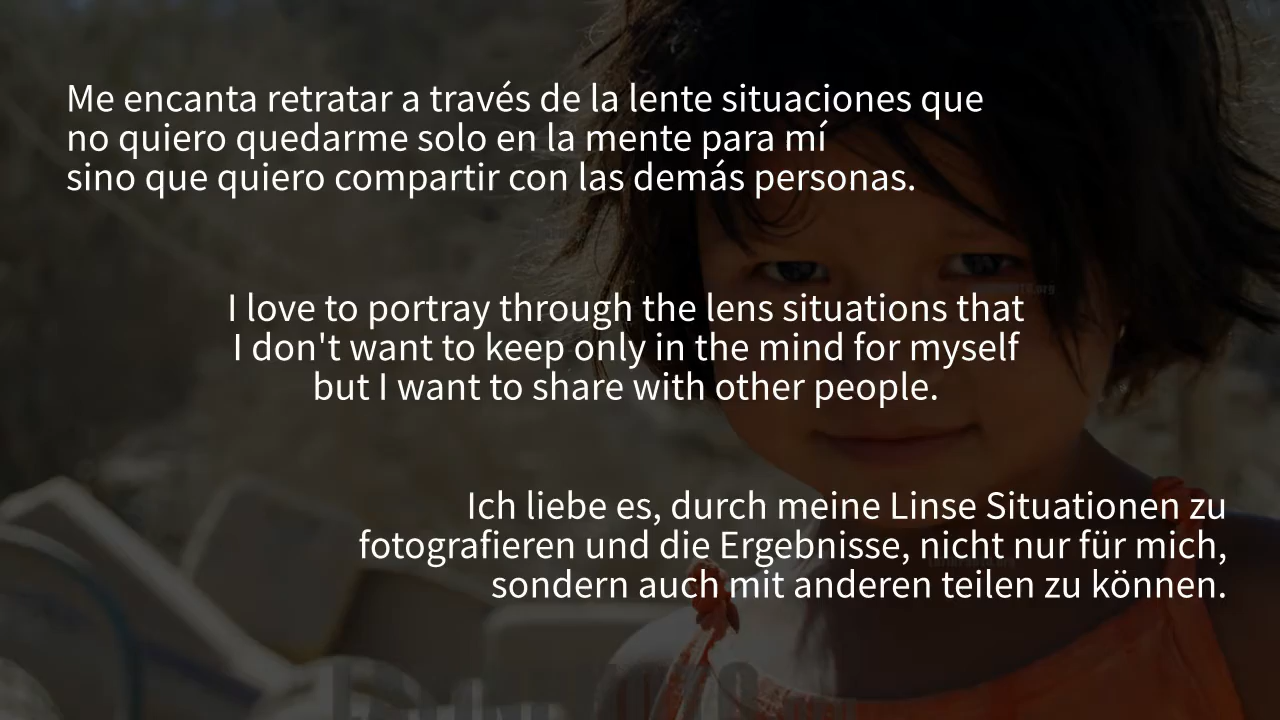 Me encanta retratar a través de la lente situaciones que
no quiero quedarme solo en la mente para mí
sino que quiero compartir con las demás personas.
I love to portray through the lens situations that
I don't want to keep only in the mind for myself
but I want to share with other people.
Ich liebe es, durch meine Linse Situationen zu
fotografieren und die Ergebnisse, nicht nur für mich,
sondern auch mit anderen teilen zu können.